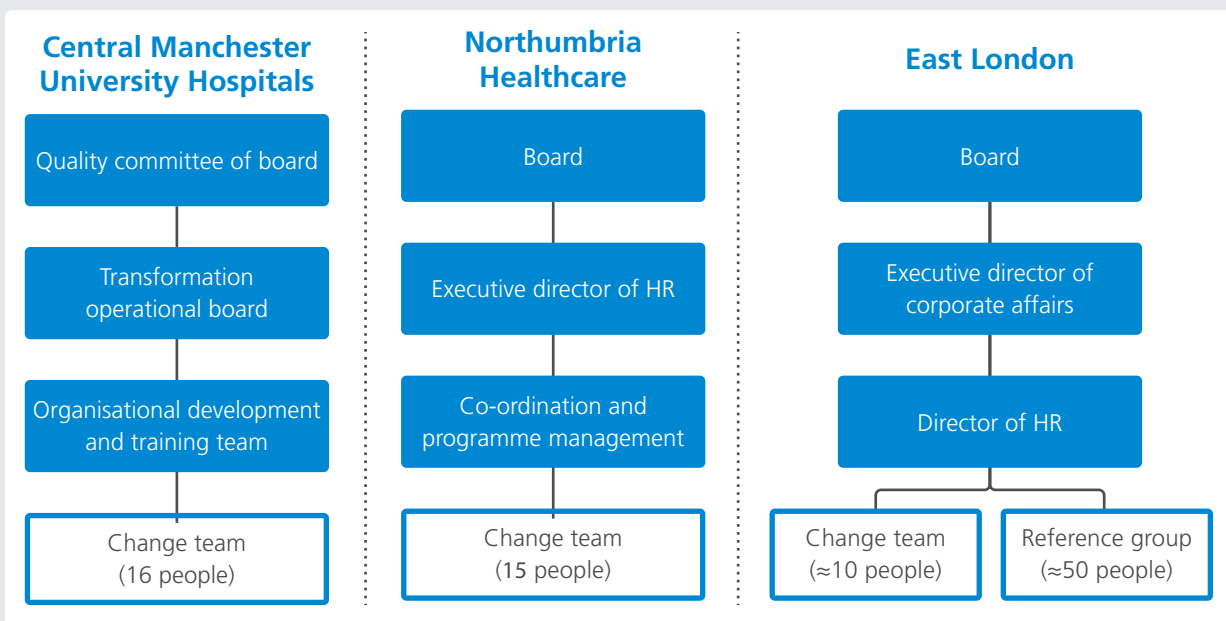 Central Manchester
University Hospitals
Quality committee of board
Transformation
operational board
Organisational development
and training team
Change team
(16 people)
Northumbria
Healthcare
Board
Executive director of HR
Co-ordination and
programme management
Change team
(15 people)
East London
Board
Executive director of
corporate affairs
Director of HR
Change team
(≈10 people)
Reference group
(≈50 people)